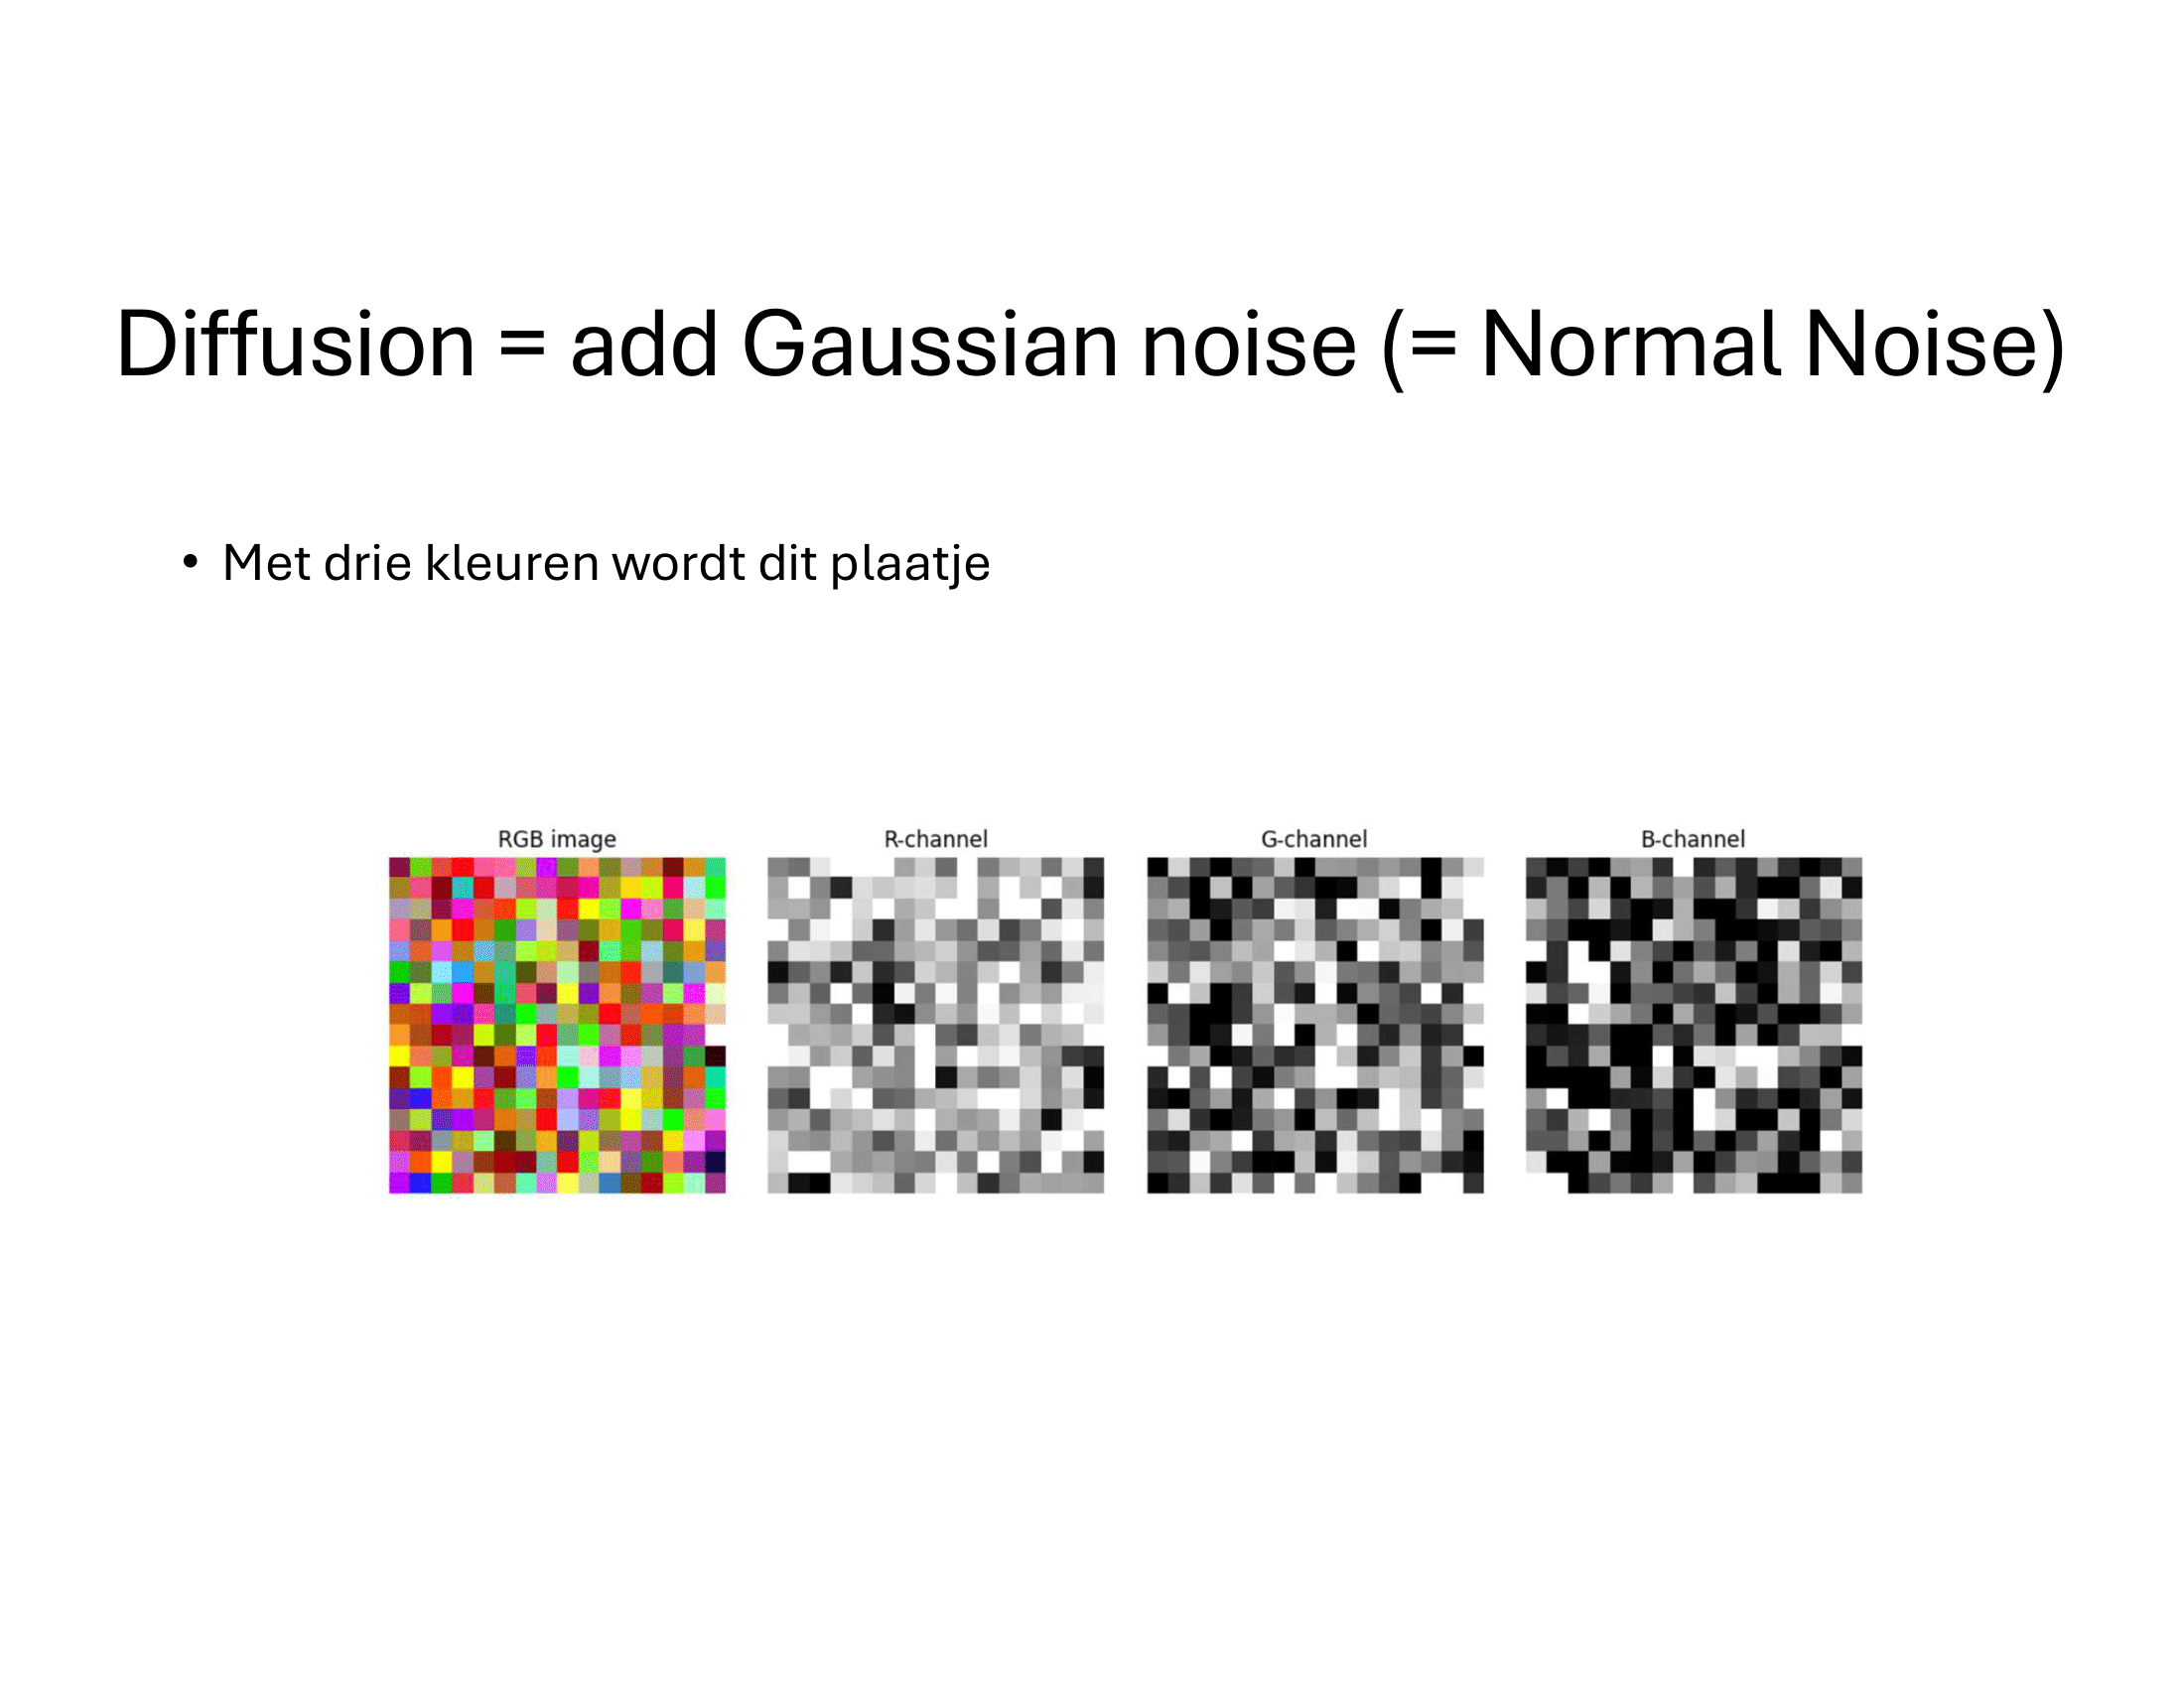 Diffusion = add Gaussian noise (= Normal Noise)
• Met drie kleuren wordt dit plaatje
RGB image R-channel G-channel B-channel